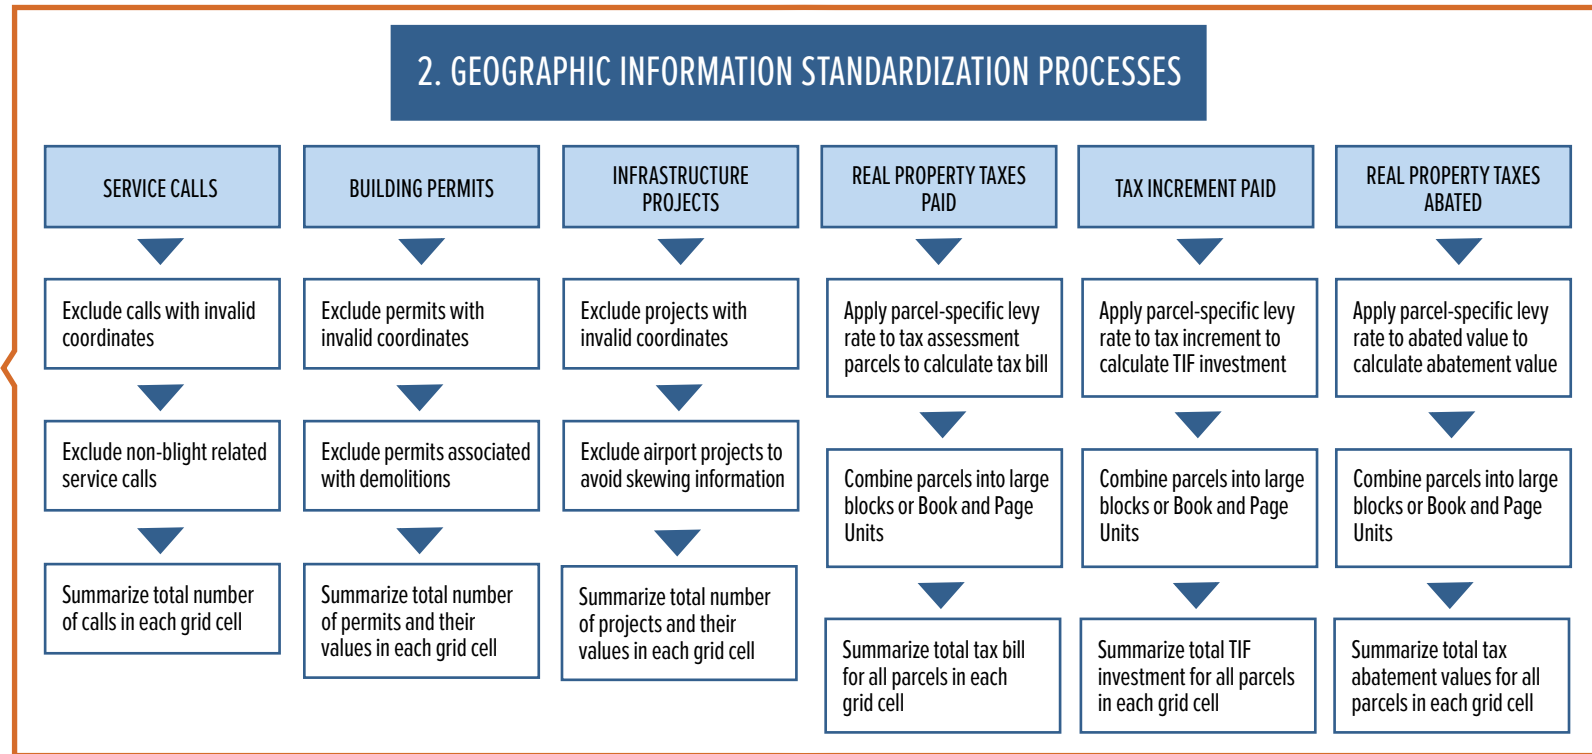 2. GEOGRAPHIC INFORMATION STANDARDIZATION PROCESSES
SERVICE CALLS
Exclude calls with invalid
coordinates
Exclude non-blight related
service calls
Summarize total number
of calls in each grid cell
BUILDING PERMITS
Exclude permits with
invalid coordinates
Exclude permits associated
with demolitions
Summarize total number
of permits and their
values in each grid cell
INFRASTRUCTURE
PROJECTS
Exclude projects with
invalid coordinates
Exclude airport projects to
avoid skewing information
Summarize total number
of projects and their
values in each grid cell
REAL PROPERTY TAXES
PAID
Apply parcel-specific levy
rate to tax assessment
parcels to calculate tax bill
Combine parcels into large
blocks or Book and Page
Units
Summarize total tax bill
for all parcels in each
grid cell
TAX INCREMENT PAID
Apply parcel-specific levy
rate to tax increment to
calculate TIF investment
Combine parcels into large
blocks or Book and Page
Units
Summarize total TIF
investment for all parcels
in each grid cell
REAL PROPERTY TAXES
ABATED
Apply parcel-specific levy
rate to abated value to
calculate abatement value
Combine parcels into large
blocks or Book and Page
Units
Summarize total tax
abatement values for all
parcels in each grid cell